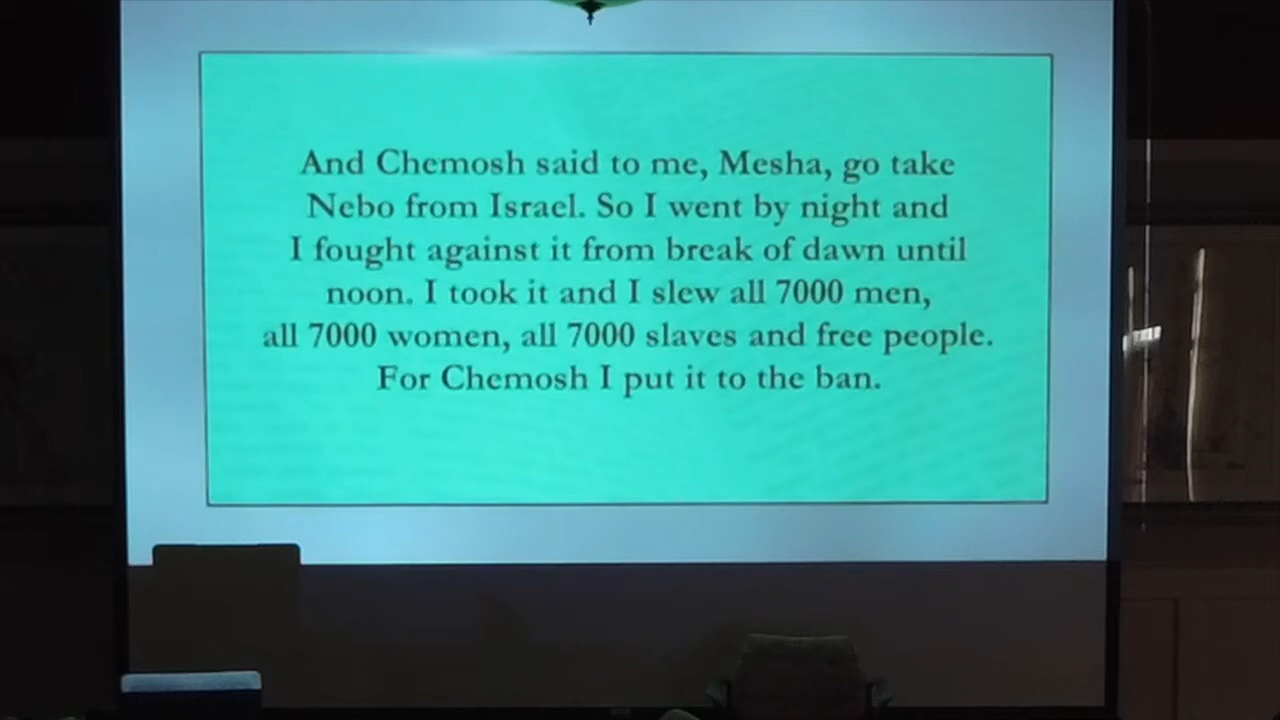 And Chemosh said to me, Mesha, go take
Nebo from Israel. So I went by night and
I fought against it from break of dawn until
noon. I took it and I slew all 7000 men,
all 7000 women, all 7000 slaves and free people.
For Chemosh I put it to the ban.